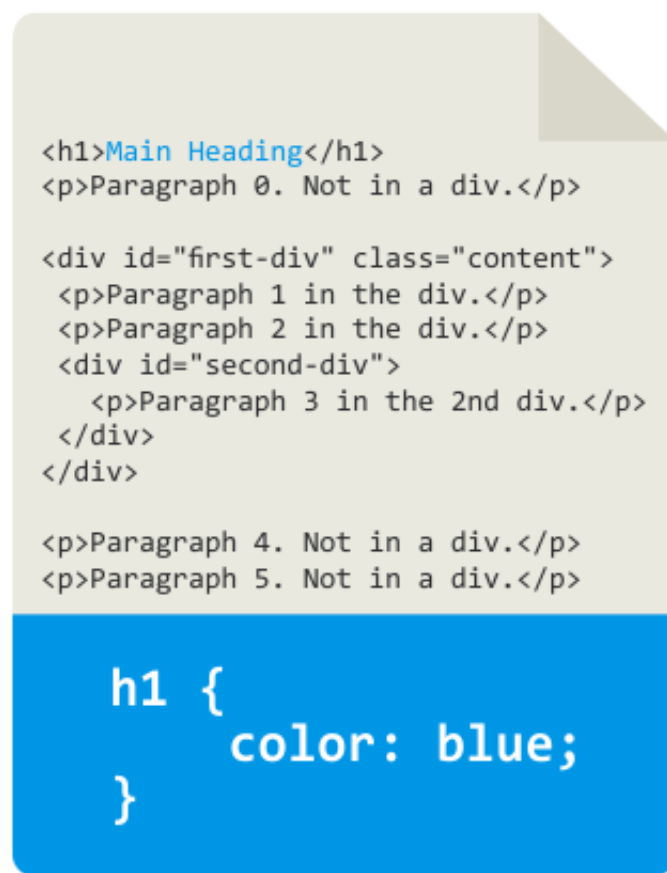 <h1>Main Heading</h1>
<p>Paragraph 0. Not in a div.</p>
<div id="first-div" class="content">
<p>Paragraph 1 in the div.</p>
<p>Paragraph 2 in the div.</p>
<div id="second-div">
<p>Paragraph 3 in the 2nd div.</p>
</div>
</div>
<p>Paragraph 4. Not in a div.</p>
<p>Paragraph 5. Not in a div.</p>
h1 {
color: blue;
}